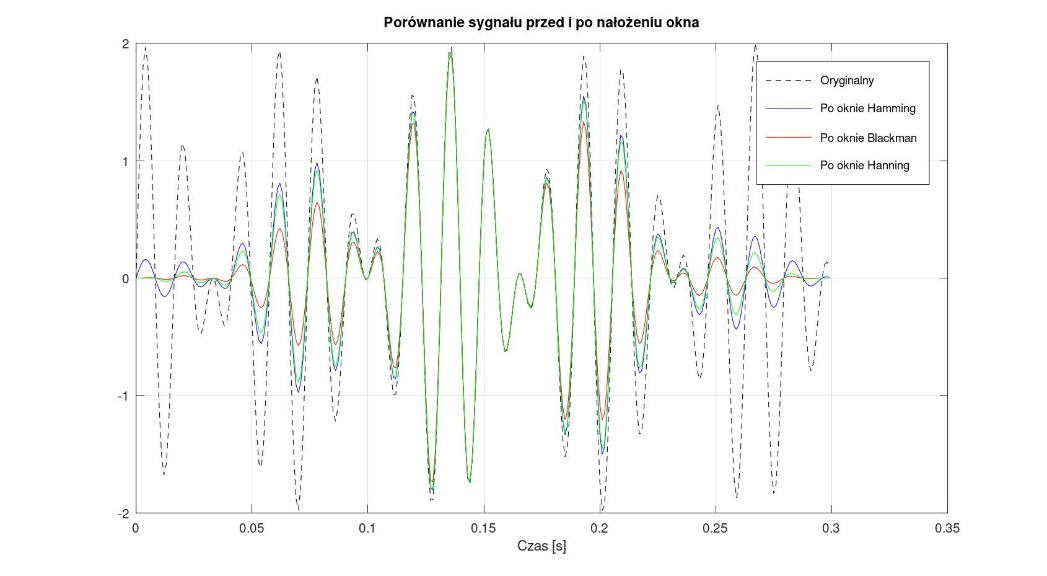 Porównanie sygnału przed i po nałożeniu okna
Oryginalny
Po oknie Hamming
Po oknie Blackman
Po oknie Hanning
2
1
0
-1
-2
0 0.05 0.1 0.15 0.2 0.25 0.3 0.35
Czas [s]